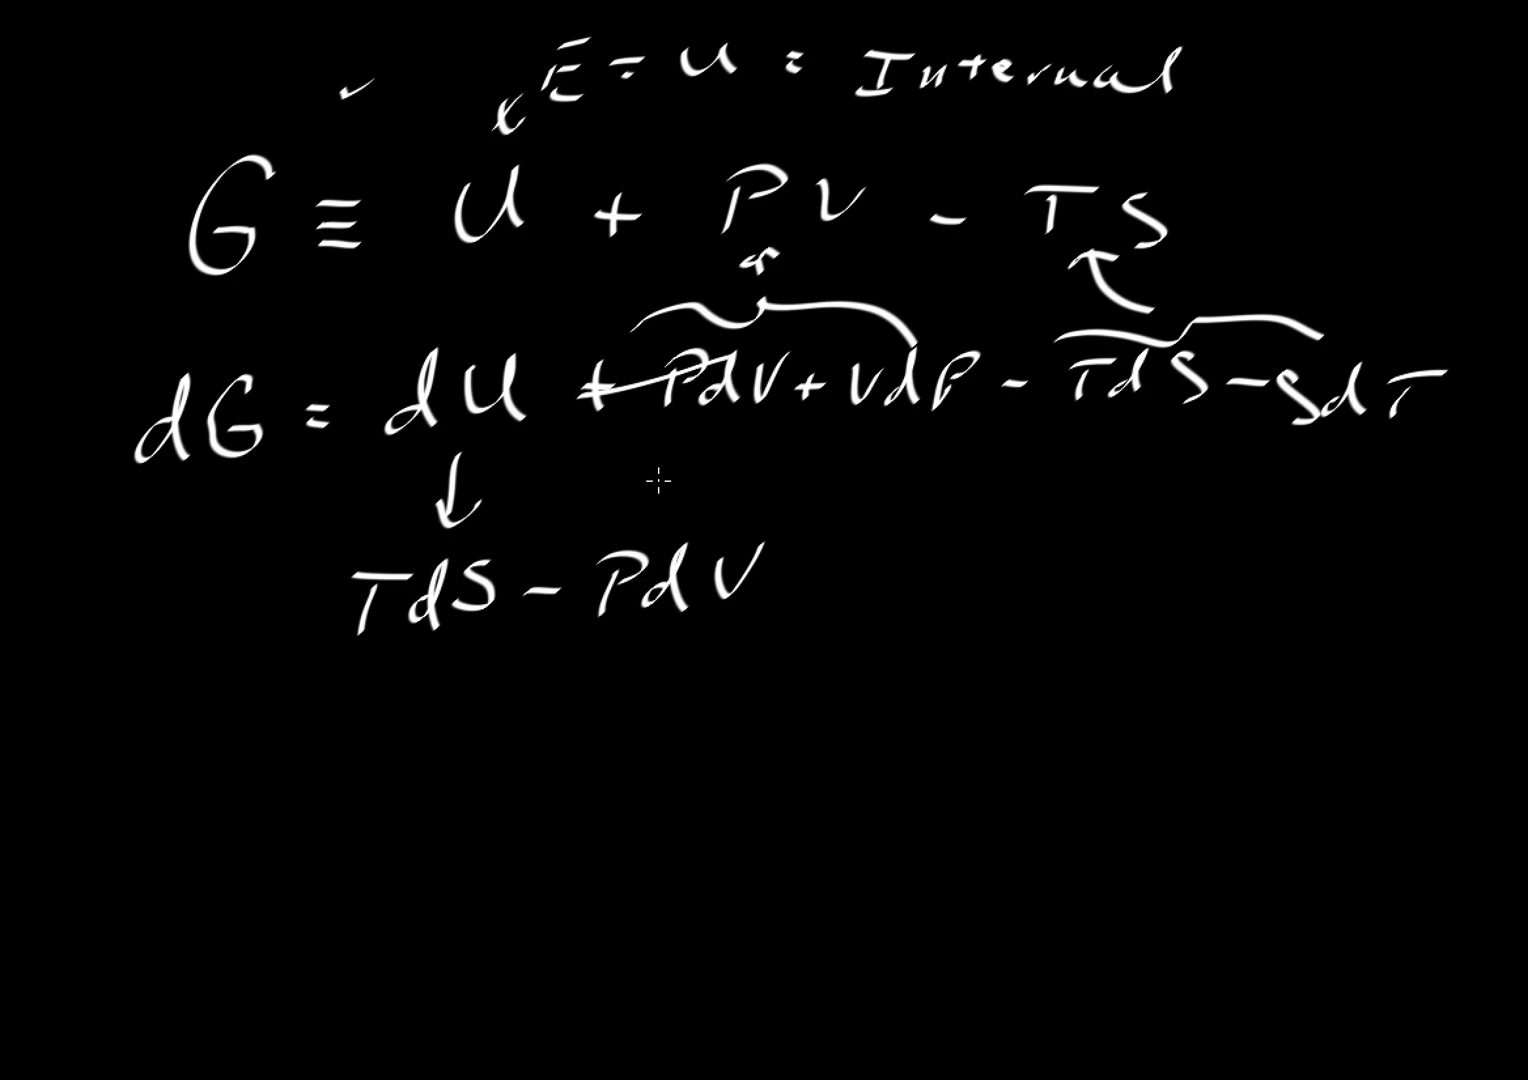 E = U = Internal
G ≡ U + PV - TS
dG = dU + PdV + VdP - TdS - SdT
TdS - PdV